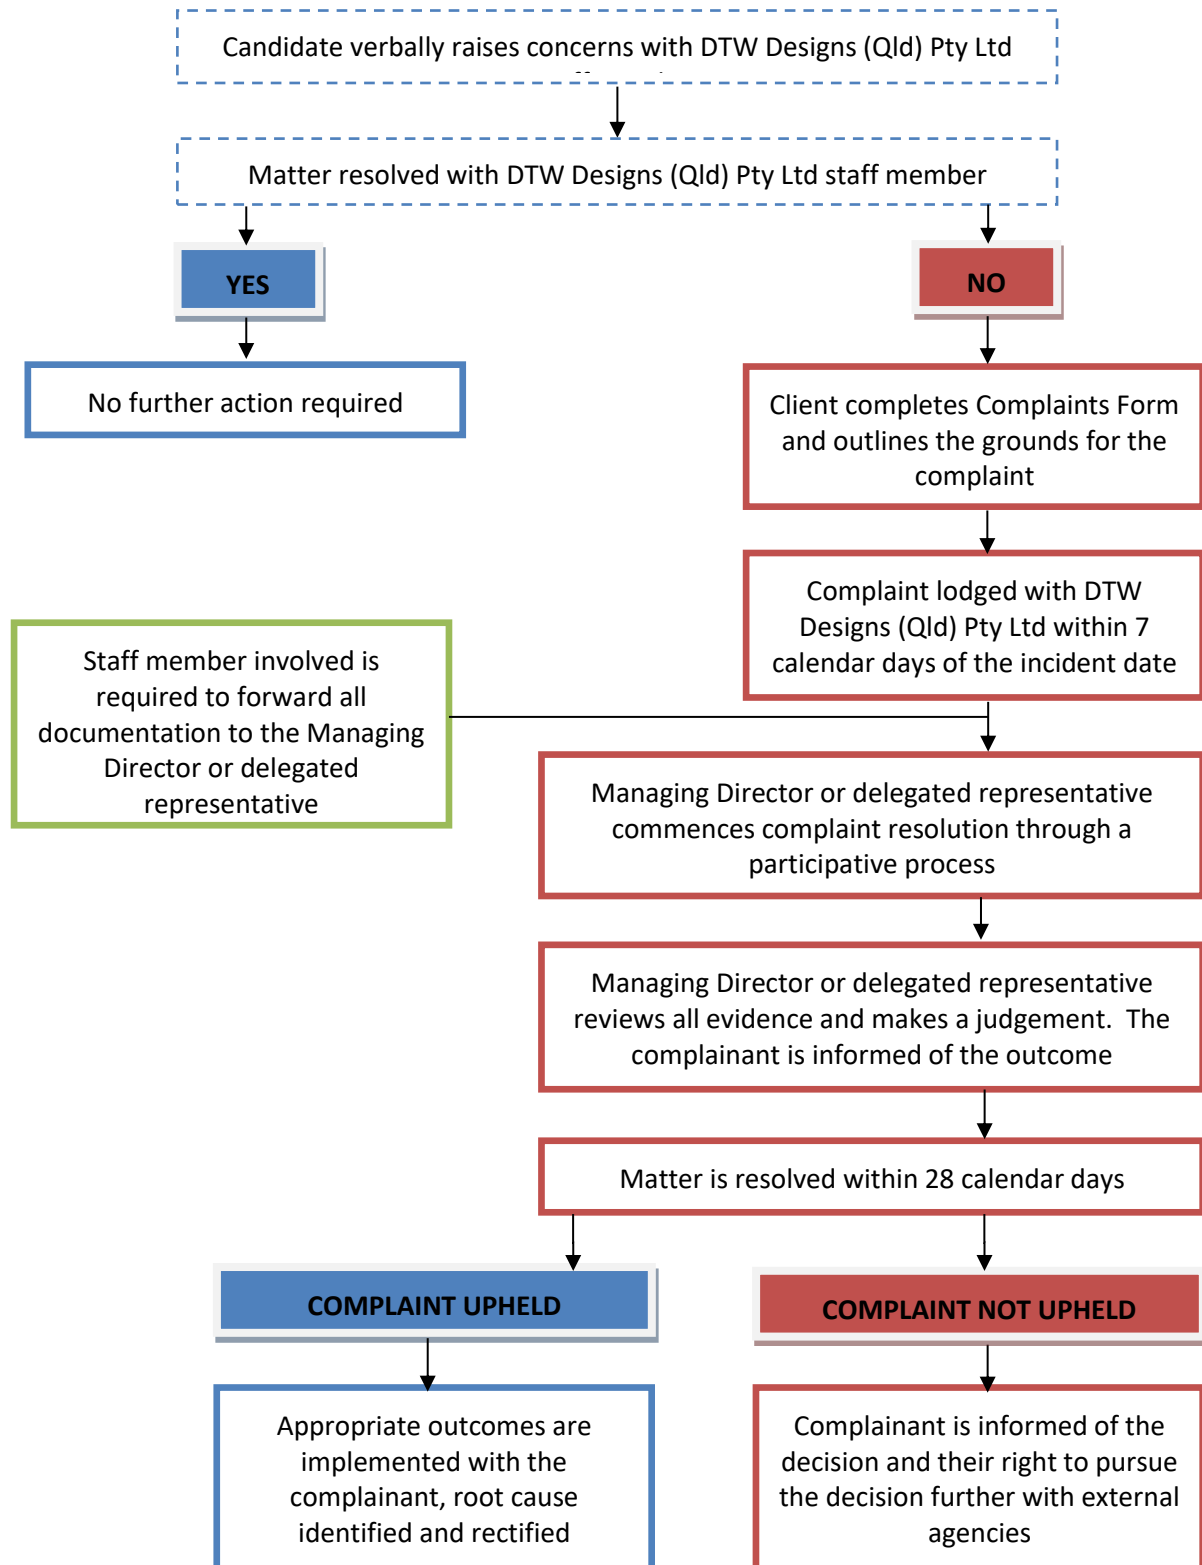 Candidate verbally raises concerns with DTW Designs (Qld) Pty Ltd
Matter resolved with DTW Designs (Qld) Pty Ltd staff member
YES
NO
No further action required
Client completes Complaints Form
and outlines the grounds for the
complaint
Complaint lodged with DTW
Designs (Qld) Pty Ltd within 7
calendar days of the incident date
Staff member involved is
required to forward all
documentation to the Managing
Director or delegated
representative
Managing Director or delegated representative
commences complaint resolution through a
participative process
Managing Director or delegated representative
reviews all evidence and makes a judgement.  The
complainant is informed of the outcome
Matter is resolved within 28 calendar days
COMPLAINT UPHELD
COMPLAINT NOT UPHELD
Appropriate outcomes are
implemented with the
complainant, root cause
identified and rectified
Complainant is informed of the
decision and their right to pursue
the decision further with external
agencies